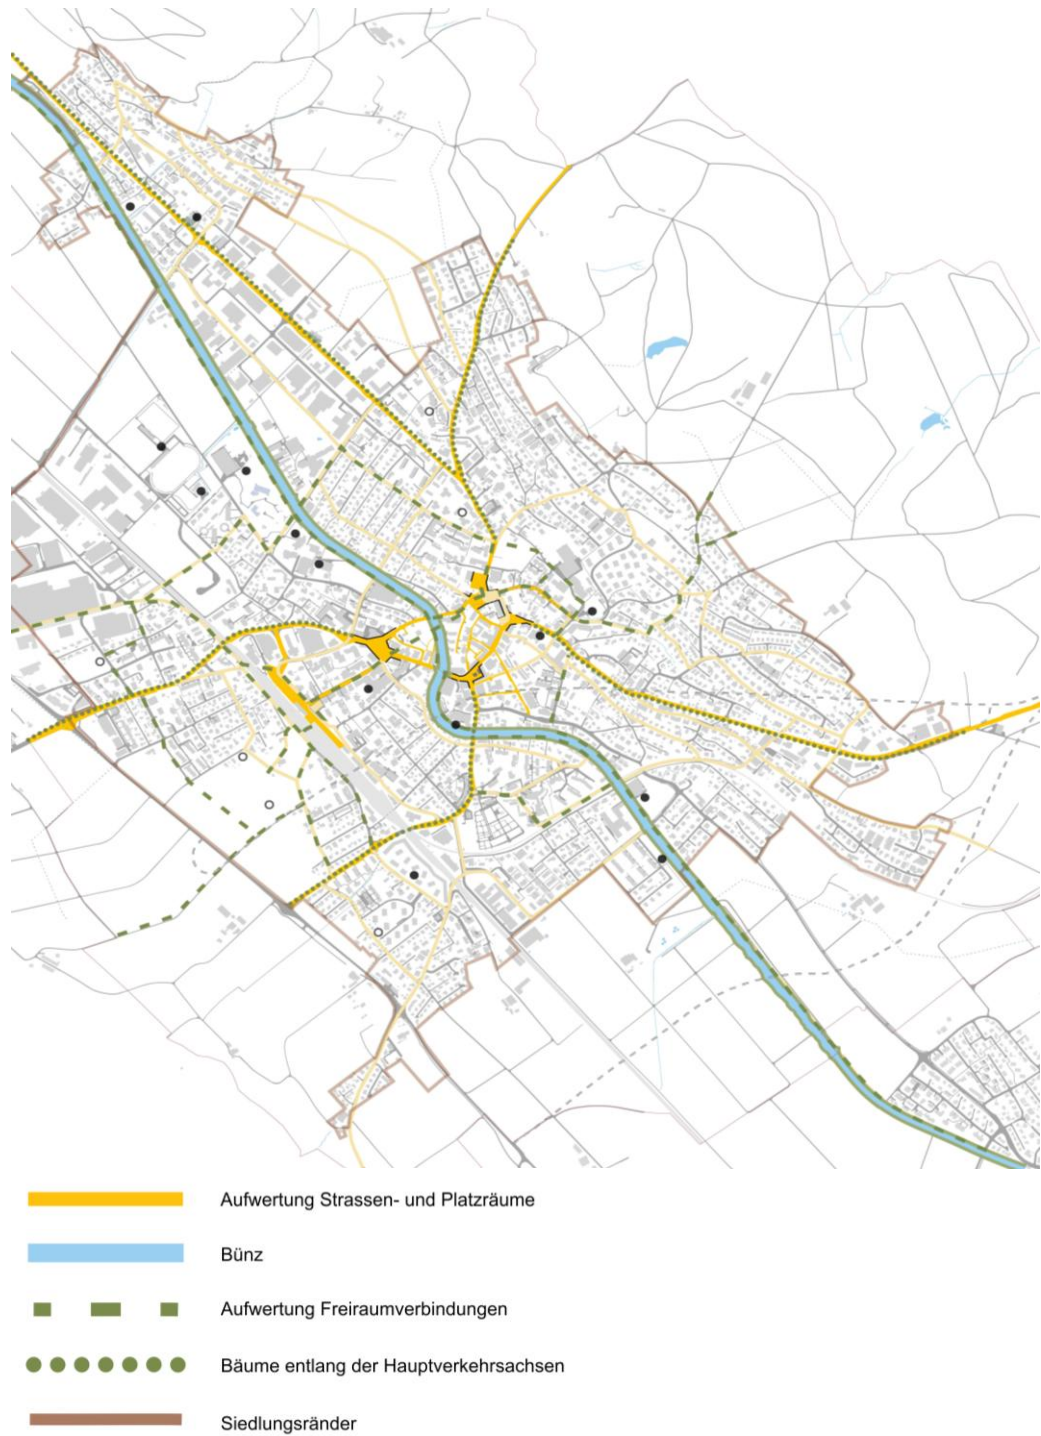 Aufwertung Strassen- und Platzräume
Bünz
Aufwertung Freiraumverbindungen
Bäume entlang der Hauptverkehrsachsen
Siedlungsränder